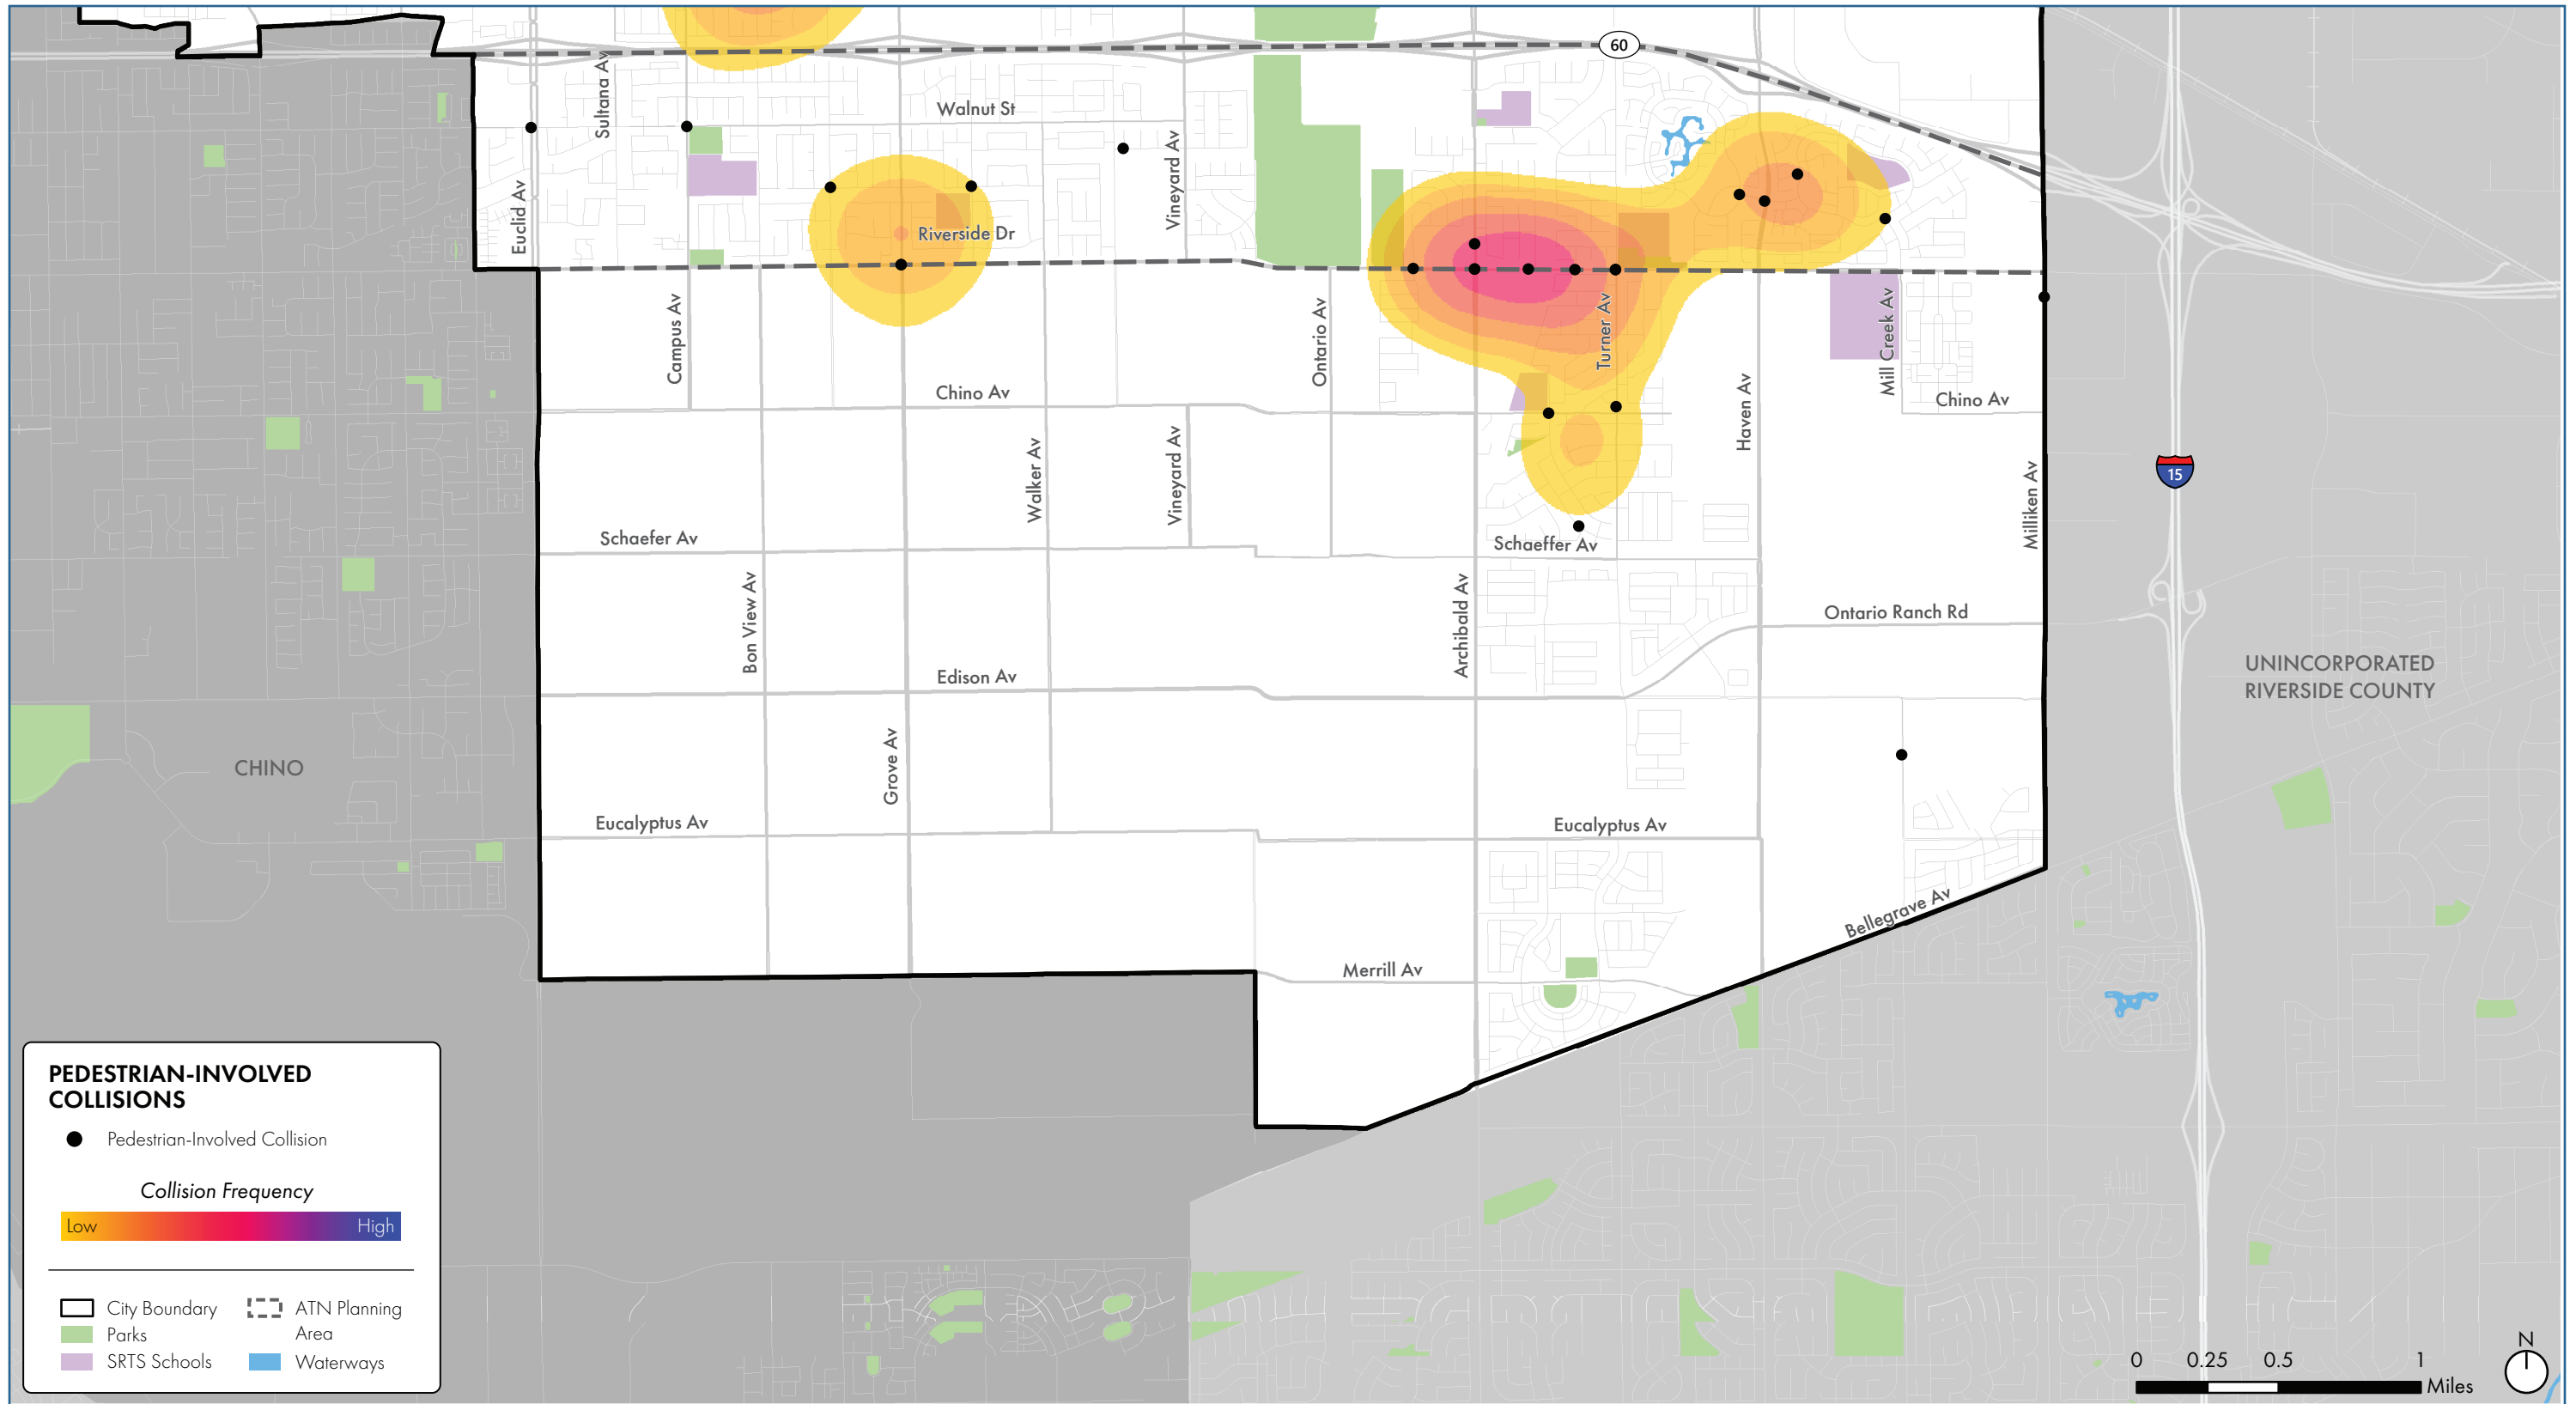 60
Sultana Av
Walnut St
Euclid Av
Vineyard Av
Riverside Dr
Campus Av
Ontario Av
Turner Av
Mill Creek Av
Chino Av
Chino Av
Haven Av
Walker Av
Vineyard Av
Milliken Av
15
Schaefer Av
Schaeffer Av
Bon View Av
Archibald Av
Ontario Ranch Rd
Edison Av
UNINCORPORATED
RIVERSIDE COUNTY
Grove Av
CHINO
Eucalyptus Av
Eucalyptus Av
Bellegrave Av
Merrill Av
PEDESTRIAN-INVOLVED
COLLISIONS
Pedestrian-Involved Collision
Collision Frequency
Low High
City Boundary
Parks
SRTS Schools
ATN Planning
Area
Waterways
0 0.25 0.5 1
Miles
N